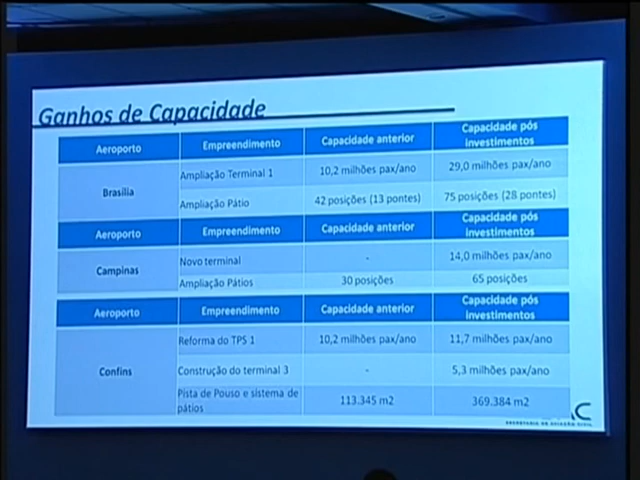 Ganhos de Capacidade
Aeroporto Empreendimento Capacidade anterior Capacidade pós investimentos
Brasília Ampliação Terminal 1 10,2 milhões pax/ano 29,0 milhões pax/ano
Ampliação Pátio 42 posições (13 pontes) 75 posições (28 pontes)
Aeroporto Empreendimento Capacidade anterior Capacidade pós investimentos
Campinas Novo terminal - 14,0 milhões pax/ano
Ampliação Pátios 30 posições 65 posições
Aeroporto Empreendimento Capacidade anterior Capacidade pós investimentos
Confins Reforma do TPS 1 10,2 milhões pax/ano 11,7 milhões pax/ano
Construção do terminal 3 - 5,3 milhões pax/ano
Pista de Pouso e sistema de pátios 113.345 m2 369.384 m2
SECRETARIA DE AVIAÇÃO CIVIL